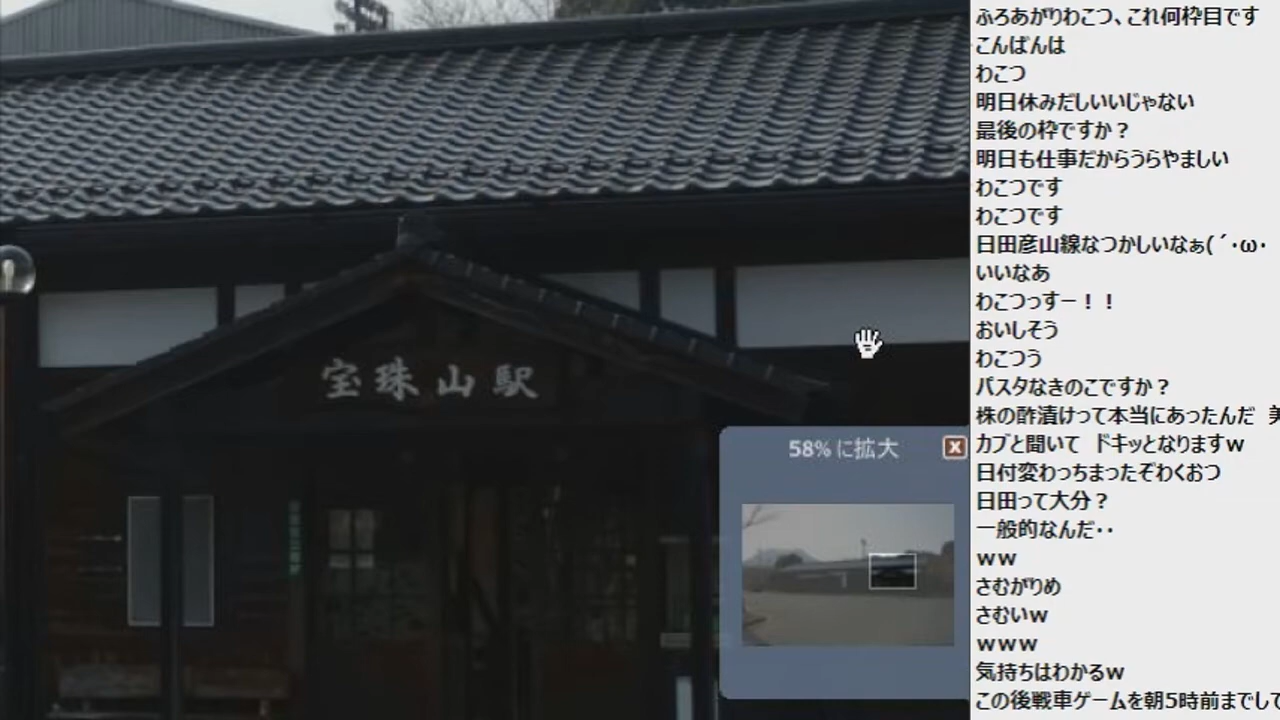 宝珠山駅
58% に拡大
ふろあがりわこつ、これ何枠目です
こんばんは
わこつ
明日休みだしいいじゃない
最後の枠ですか？
明日も仕事だからうらやましい
わこつです
わこつです
日田彦山線なつかしいなぁ(´･ω･
いいなあ
わこつっすー！！
おいしそう
わこつう
パスタなきのこですか？
株の酢漬けって本当にあったんだ 美
カブと聞いて ドキッとなりますｗ
日付変わっちまったぞわくおつ
日田って大分？
一般的なんだ･･
ｗｗ
さむがりめ
さむいｗ
ｗｗｗ
気持ちはわかるｗ
この後戦車ゲームを朝5時前までして